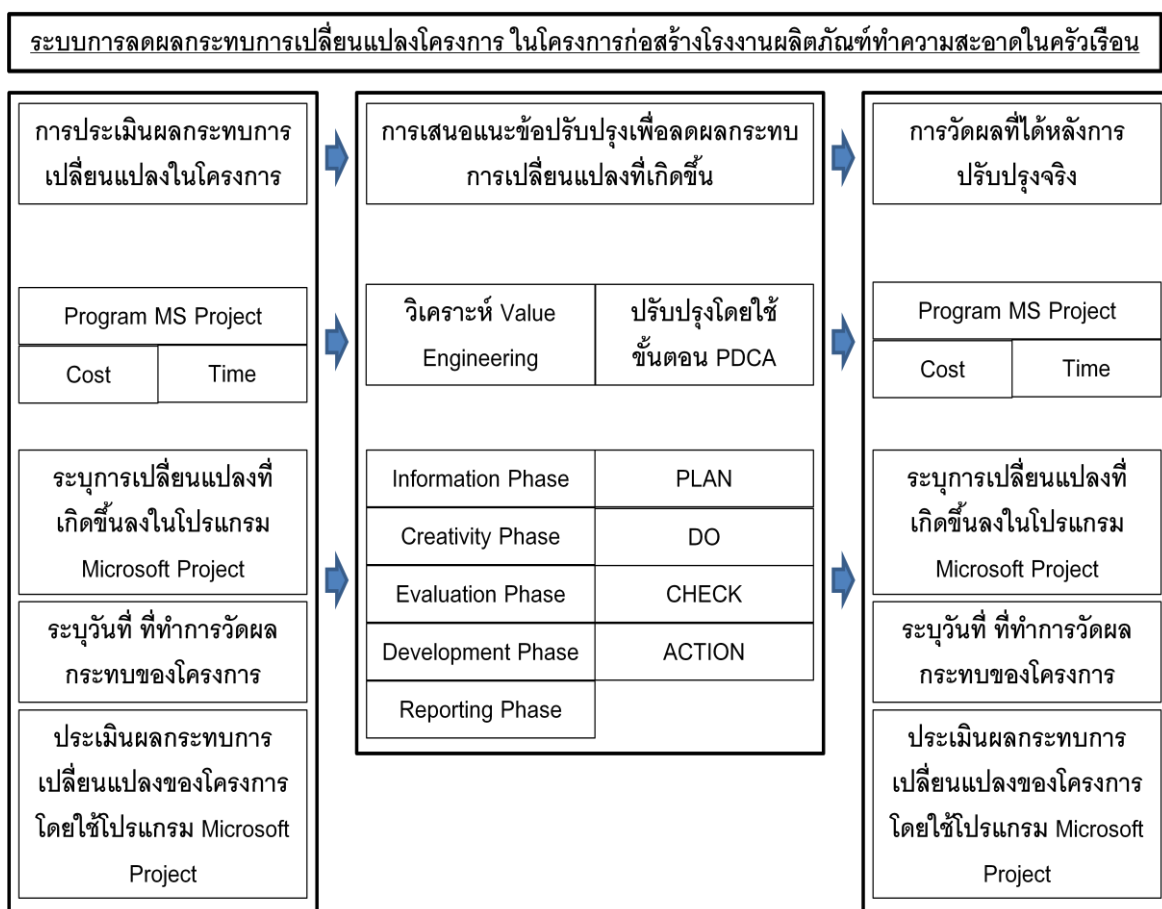 ระบบการลดผลกระทบการเปลี่ยนแปลงโครงการ ในโครงการก่อสร้างโรงงานผลิตภัณฑ์ทำความสะอาดในครัวเรือน
การประเมินผลกระทบการ
เปลี่ยนแปลงในโครงการ
Program MS Project
Cost
Time
ระบุการเปลี่ยนแปลงที่
เกิดขึ้นลงในโปรแกรม
Microsoft Project
ระบุวันที่ ที่ทำการวัดผล
กระทบของโครงการ
ประเมินผลกระทบการ
เปลี่ยนแปลงของโครงการ
โดยใช้โปรแกรม Microsoft
Project
การเสนอแนะข้อปรับปรุงเพื่อลดผลกระทบ
การเปลี่ยนแปลงที่เกิดขึ้น
วิเคราะห์ Value
Engineering
ปรับปรุงโดยใช้
ขั้นตอน PDCA
Information Phase
PLAN
Creativity Phase
DO
Evaluation Phase
CHECK
Development Phase
ACTION
Reporting Phase
การวัดผลที่ได้หลังการ
ปรับปรุงจริง
Program MS Project
Cost
Time
ระบุการเปลี่ยนแปลงที่
เกิดขึ้นลงในโปรแกรม
Microsoft Project
ระบุวันที่ ที่ทำการวัดผล
กระทบของโครงการ
ประเมินผลกระทบการ
เปลี่ยนแปลงของโครงการ
โดยใช้โปรแกรม Microsoft
Project